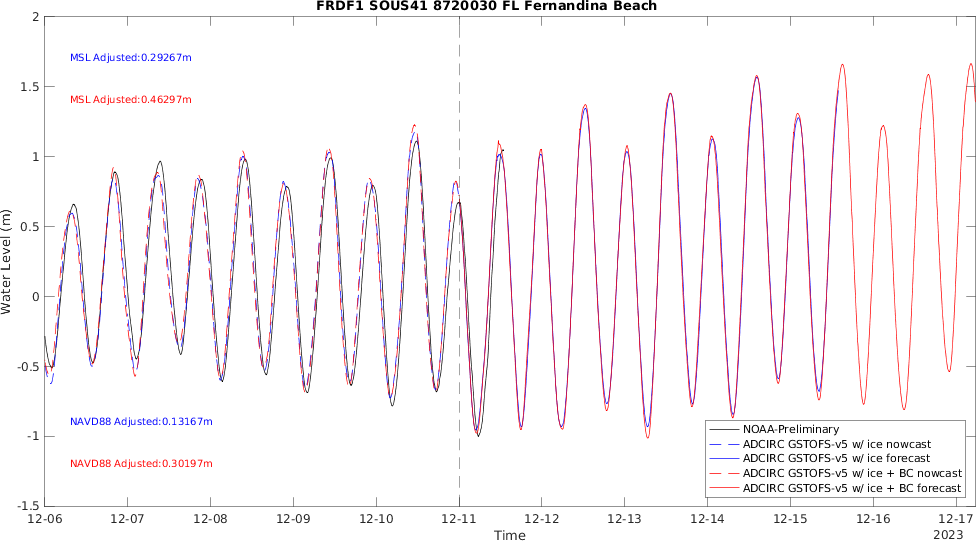 FRDF1 SOUS41 8720030 FL Fernandina Beach
2
1.5
1
0.5
0
-0.5
-1
-1.5
Water Level (m)
MSL Adjusted:0.29267m
MSL Adjusted:0.46297m
NAVD88 Adjusted:0.13167m
NAVD88 Adjusted:0.30197m
NOAA-Preliminary
ADCIRC GSTOFS-v5 w/ ice nowcast
ADCIRC GSTOFS-v5 w/ ice forecast
ADCIRC GSTOFS-v5 w/ ice + BC nowcast
ADCIRC GSTOFS-v5 w/ ice + BC forecast
12-06 12-07 12-08 12-09 12-10 12-11 12-12 12-13 12-14 12-15 12-16 12-17
Time
2023